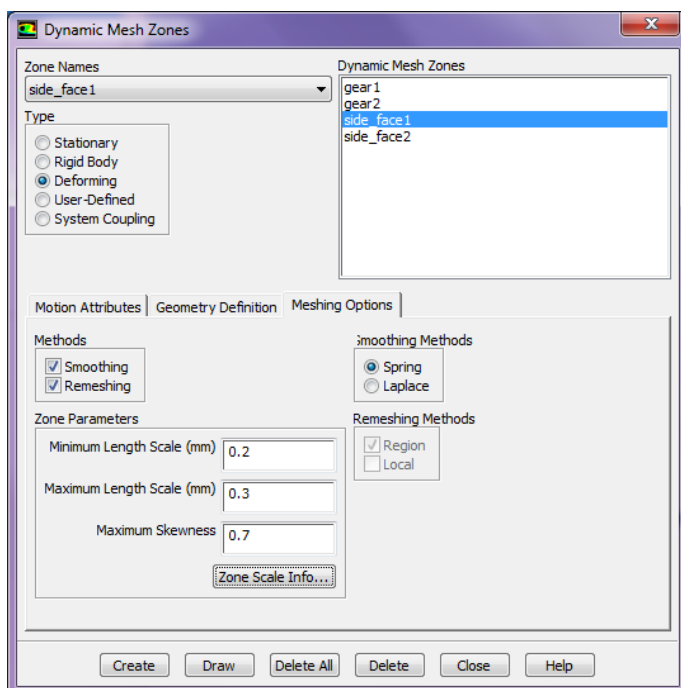 Dynamic Mesh Zones
Zone Names
side_face1
Type
Stationary
Rigid Body
Deforming
User-Defined
System Coupling
Dynamic Mesh Zones
gear1
gear2
side_face1
side_face2
Motion Attributes
Geometry Definition
Meshing Options
Methods
Smoothing
Remeshing
Smoothing Methods
Spring
Laplace
Zone Parameters
Minimum Length Scale (mm) 0.2
Maximum Length Scale (mm) 0.3
Maximum Skewness 0.7
Zone Scale Info...
Remeshing Methods
Region
Local
Create
Draw
Delete All
Delete
Close
Help